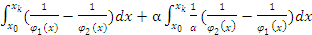 ∫_{x_0}^{x_k} (1/φ_1(x) − 1/φ_2(x))dx + α ∫_{x_0}^{x_k} 1/α (1/φ_2(x) − 1/φ_1(x))dx